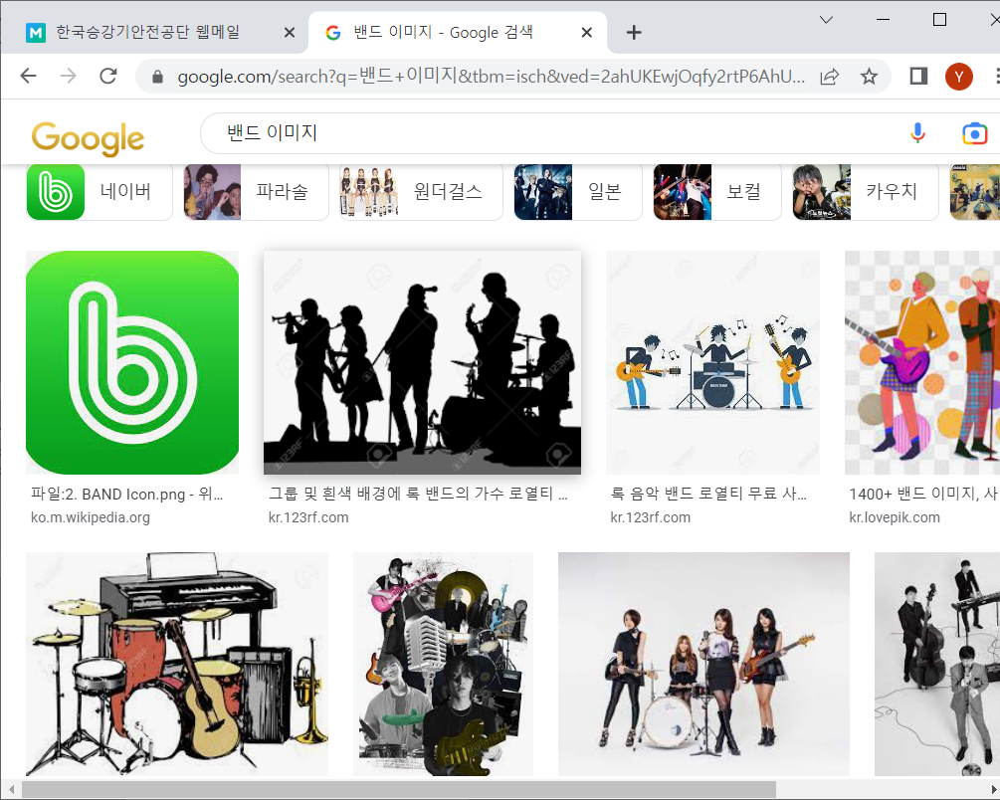 한국승강기안전공단 웹메일
밴드 이미지 - Google 검색
google.com/search?q=밴드+이미지&tbm=isch&ved=2ahUKEwjOqfy2rtP6AhU...
Y
Google
밴드 이미지
네이버
파라솔
원더걸스
일본
보컬
카우치
파일:2. BAND Icon.png - 위...
ko.m.wikipedia.org
그룹 및 흰색 배경에 록 밴드의 가수 로열티 ...
kr.123rf.com
록 음악 밴드 로열티 무료 사...
kr.123rf.com
1400+ 밴드 이미지, 사
kr.lovepik.com